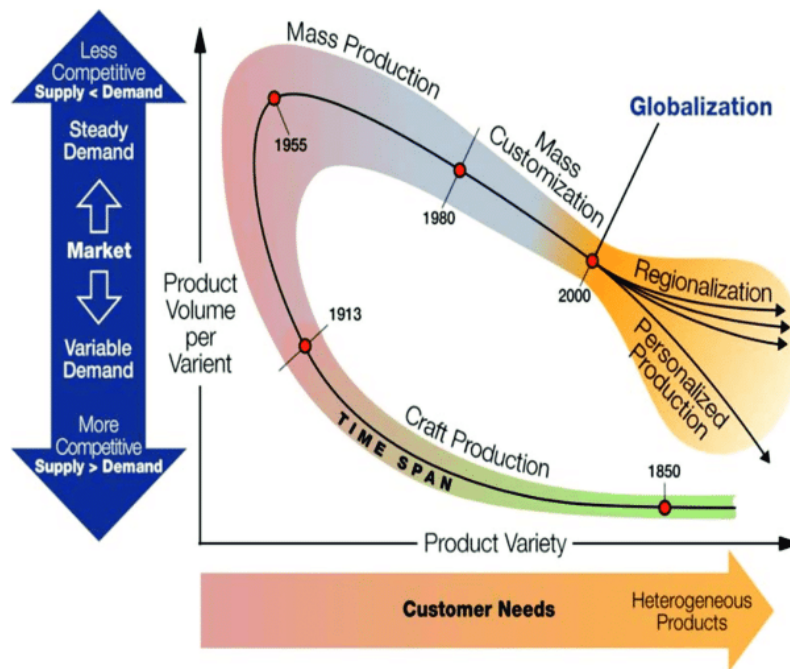 Less
Competitive
Supply < Demand
Steady
Demand
Market
Variable
Demand
More
Competitive
Supply > Demand
Product
Volume
per
Varient
Mass Production
1955
1980
Mass
Customization
Globalization
2000
Regionalization
Personalized
Production
1913
TIME SPAN
Craft Production
1850
Product Variety
Customer Needs
Heterogeneous
Products